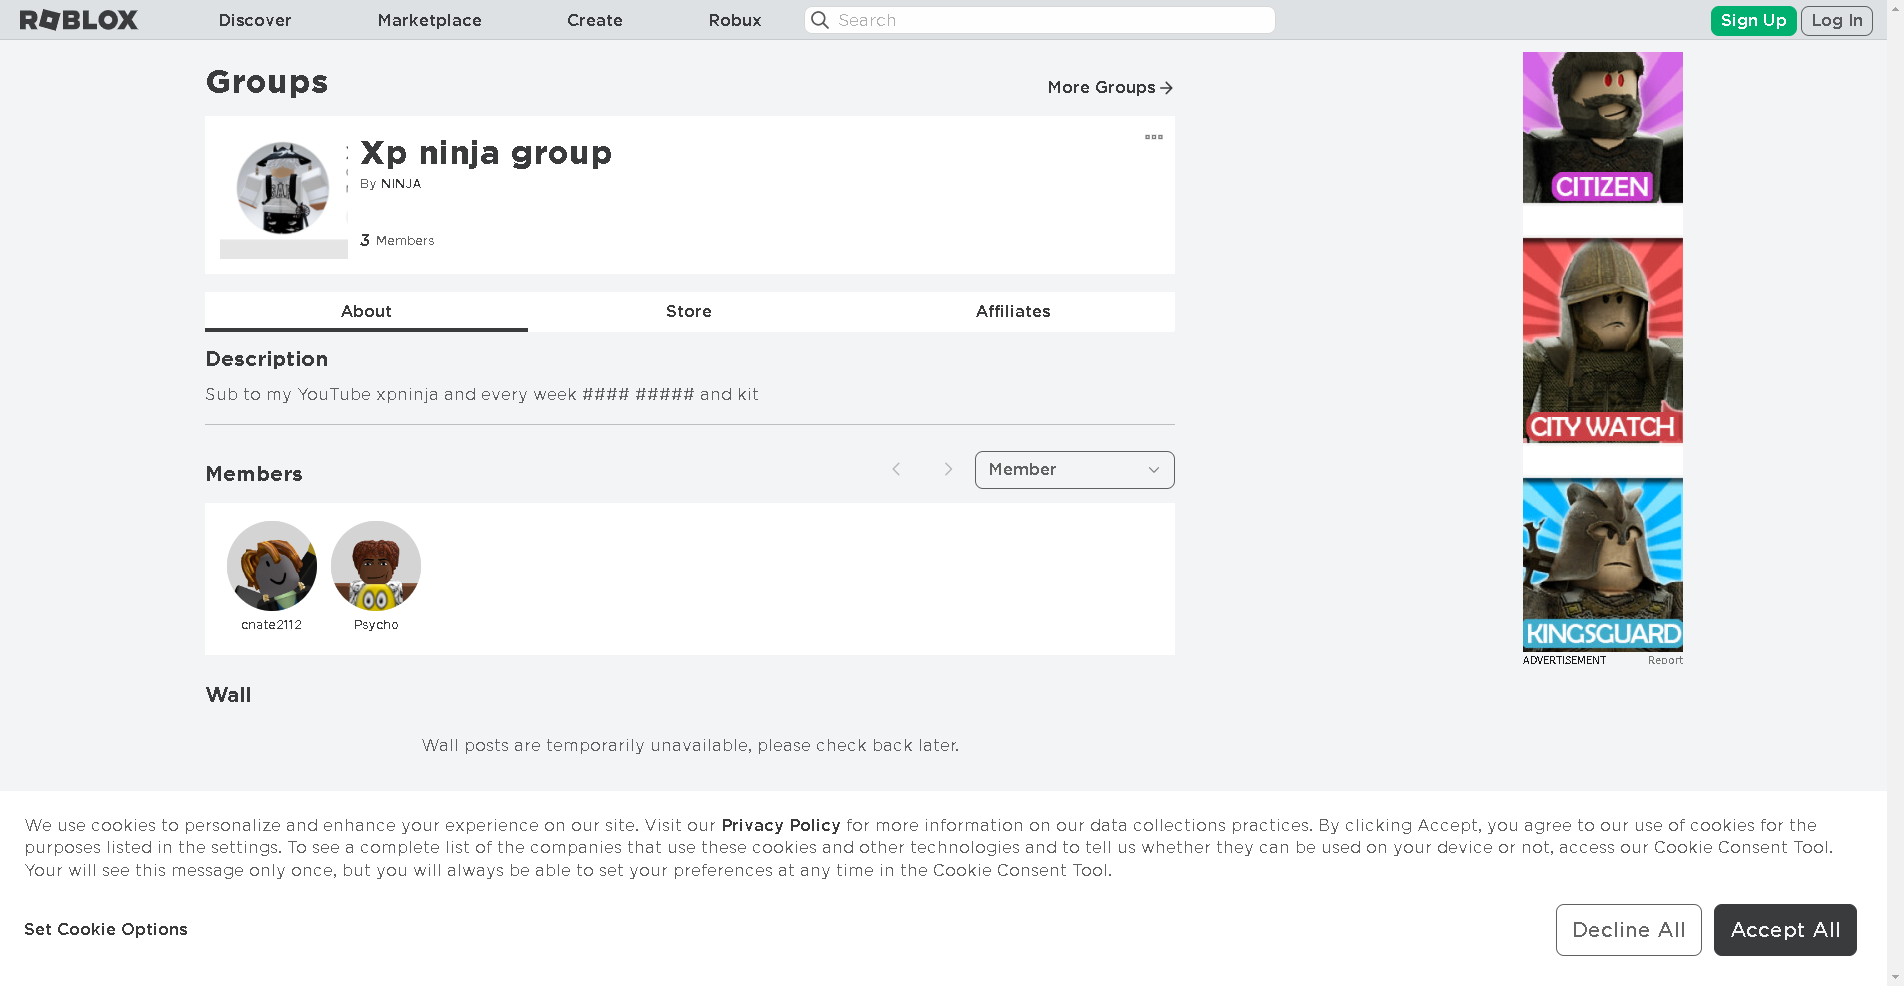 ROBLOX Discover Marketplace Create Robux Search Sign Up Log In
Groups
More Groups
Xp ninja group
By NINJA
3 Members
About Store Affiliates
Description
Sub to my YouTube xpninja and every week #### ##### and kit
Members
Member
cnate2112 Psycho
Wall
Wall posts are temporarily unavailable, please check back later.
CITIZEN
CITY WATCH
KINGSGUARD
ADVERTISEMENT Report
We use cookies to personalize and enhance your experience on our site. Visit our Privacy Policy for more information on our data collections practices. By clicking Accept, you agree to our use of cookies for the
purposes listed in the settings. To see a complete list of the companies that use these cookies and other technologies and to tell us whether they can be used on your device or not, access our Cookie Consent Tool.
Your will see this message only once, but you will always be able to set your preferences at any time in the Cookie Consent Tool.
Set Cookie Options
Decline All Accept All